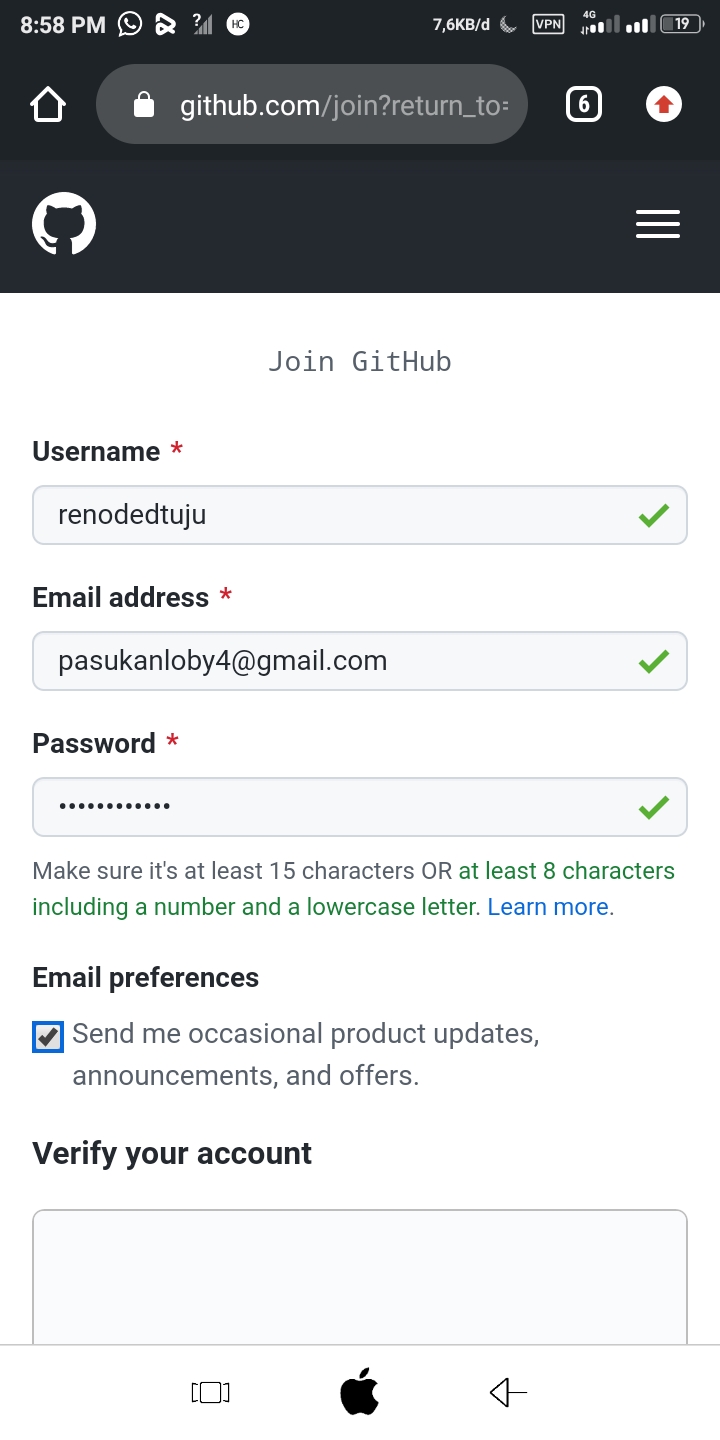 8:58 PM ? HC 7,6KB/d VPN 4G 19
github.com/join?return_to= 6
Join GitHub
Username *
renodedtuju
Email address *
pasukanloby4@gmail.com
Password *
••••••••••••
Make sure it's at least 15 characters OR at least 8 characters
including a number and a lowercase letter. Learn more.
Email preferences
Send me occasional product updates,
announcements, and offers.
Verify your account